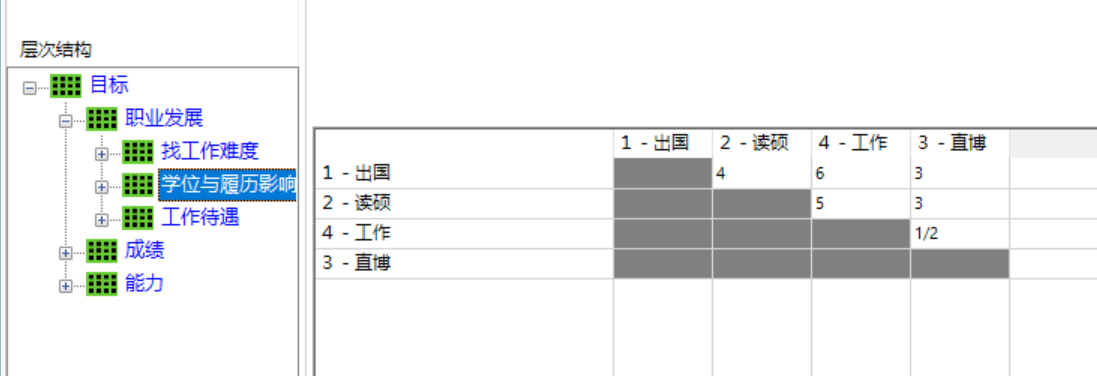 层次结构
目标
职业发展
找工作难度
学位与履历影响
工作待遇
成绩
能力
1 - 出国 2 - 读硕 4 - 工作 3 - 直博
1 - 出国 4 6 3
2 - 读硕 5 3
4 - 工作 1/2
3 - 直博